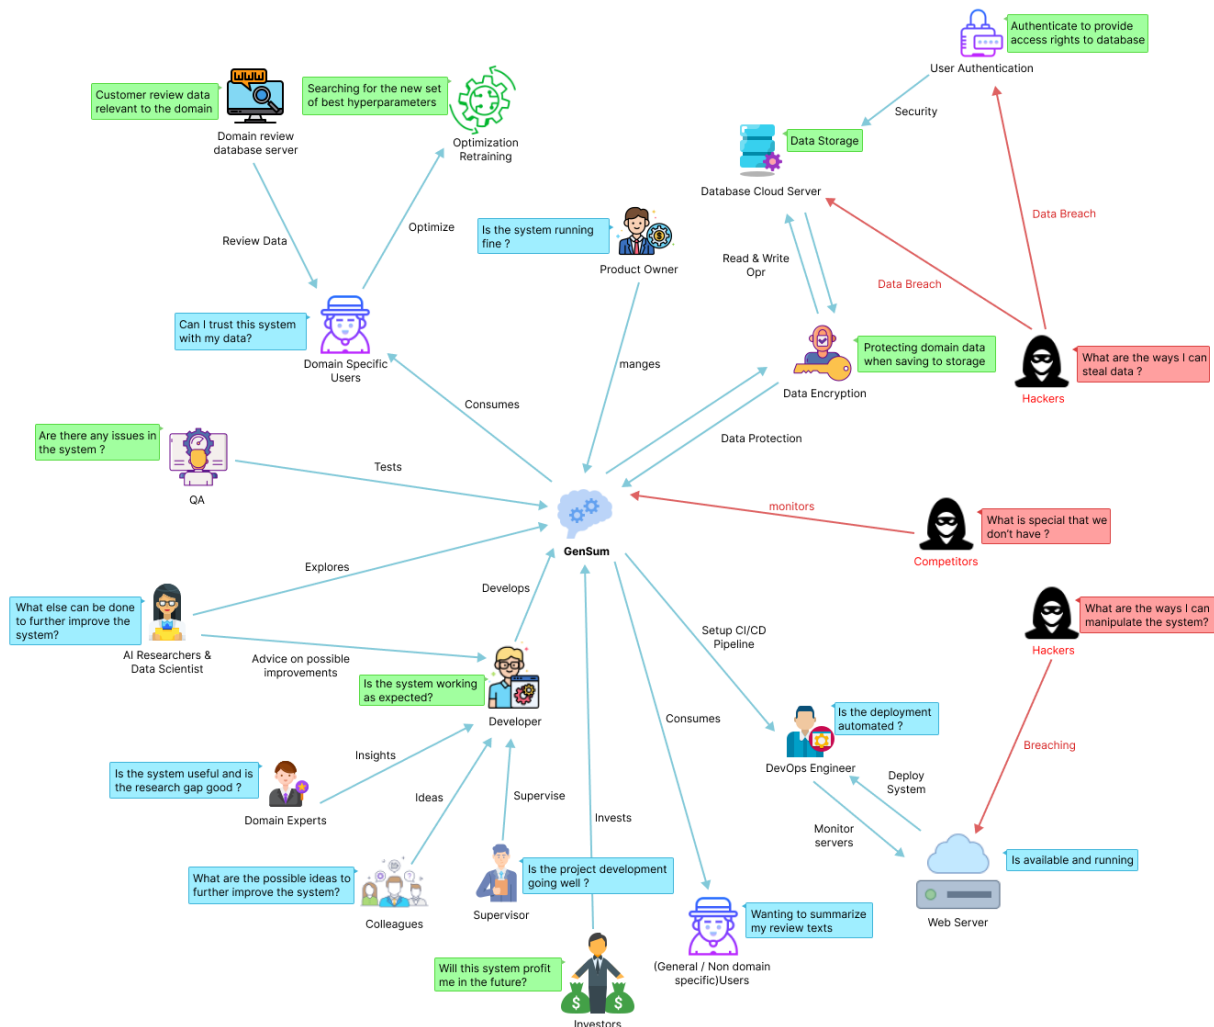 Authenticate to provide
access rights to database
User Authentication
WWW
Customer review data
relevant to the domain
Domain review
database server
Searching for the new set
of best hyperparameters
Optimization
Retraining
Security
Data Storage
Database Cloud Server
Data Breach
Review Data
Optimize
Is the system running
fine ?
Product Owner
Read & Write
Opr
Data Breach
Can I trust this system
with my data?
Domain Specific
Users
manges
Protecting domain data
when saving to storage
Data Encryption
What are the ways I can
steal data ?
Hackers
Consumes
Data Protection
Are there any issues in
the system ?
QA
Tests
monitors
What is special that we
don't have ?
Competitors
GenSum
Explores
Develops
What else can be done
to further improve the
system?
AI Researchers &
Data Scientist
Advice on possible
improvements
Setup CI/CD
Pipeline
What are the ways I can
manipulate the system?
Hackers
Is the system working
as expected?
Developer
Consumes
Is the deployment
automated ?
DevOps Engineer
Breaching
Insights
Is the system useful and is
the research gap good ?
Domain Experts
Ideas
Supervise
Invests
Deploy
System
Monitor
servers
What are the possible ideas to
further improve the system?
Colleagues
Is the project development
going well ?
Supervisor
Is available and running
Web Server
Wanting to summarize
my review texts
(General / Non domain
specific)Users
Will this system profit
me in the future?
$
$
Investors